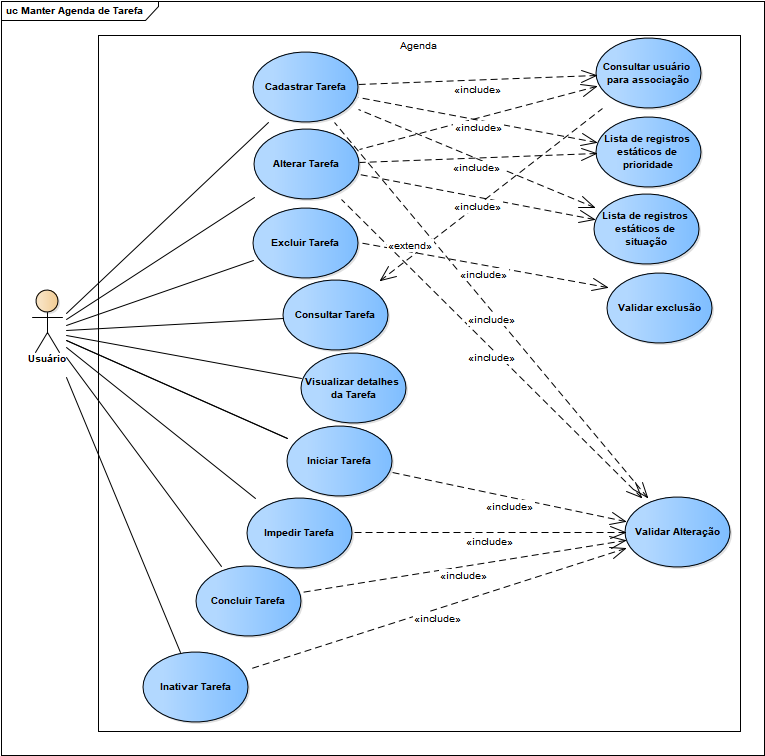 uc Manter Agenda de Tarefa
Agenda
Cadastrar Tarefa
Consultar usuário
para associação
«include»
«include»
Lista de registros
estáticos de
prioridade
Alterar Tarefa
«include»
«include»
Lista de registros
estáticos de
situação
Excluir Tarefa
«extend»
«include»
Validar exclusão
Consultar Tarefa
«include»
Usuário
«include»
Visualizar detalhes
da Tarefa
Iniciar Tarefa
«include»
Impedir Tarefa
«include»
Validar Alteração
«include»
Concluir Tarefa
«include»
Inativar Tarefa